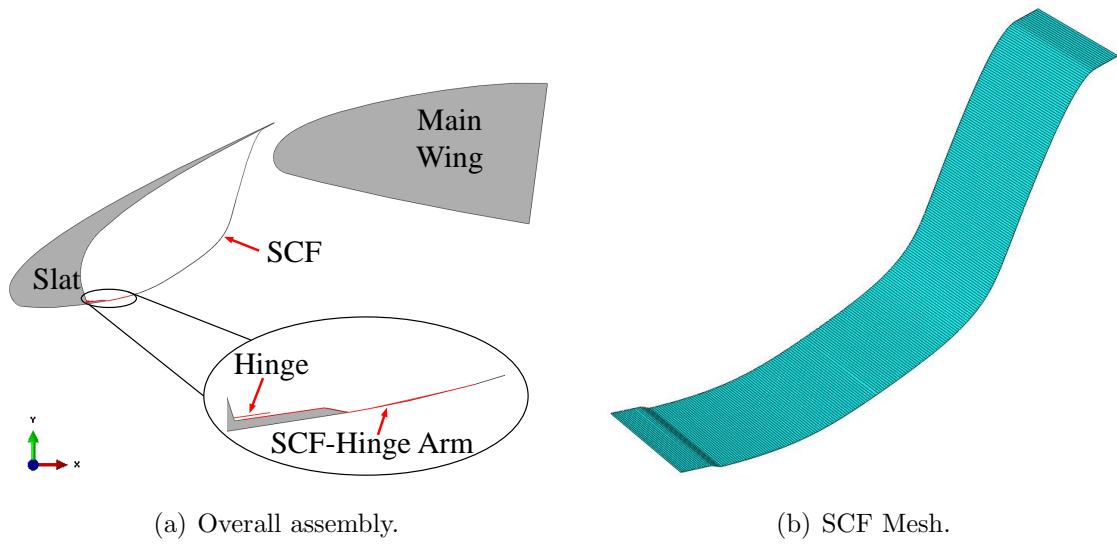 Main
Wing
SCF
Slat
Hinge
SCF-Hinge Arm
Y
X
(a) Overall assembly.
(b) SCF Mesh.